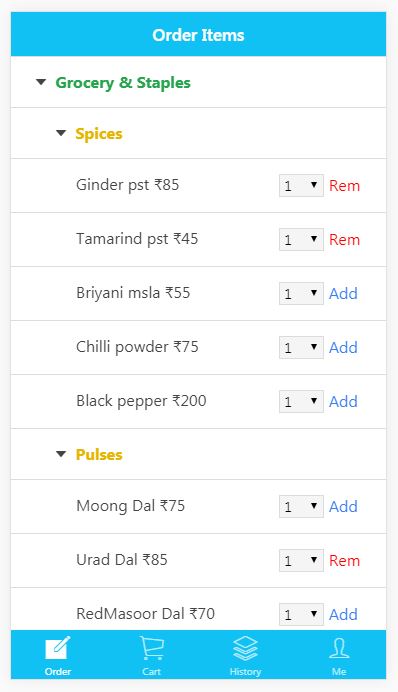 Order Items
Grocery & Staples
Spices
Ginder pst ₹85 1 Rem
Tamarind pst ₹45 1 Rem
Briyani msla ₹55 1 Add
Chilli powder ₹75 1 Add
Black pepper ₹200 1 Add
Pulses
Moong Dal ₹75 1 Add
Urad Dal ₹85 1 Rem
RedMasoor Dal ₹70 1 Add
Order Cart History Me